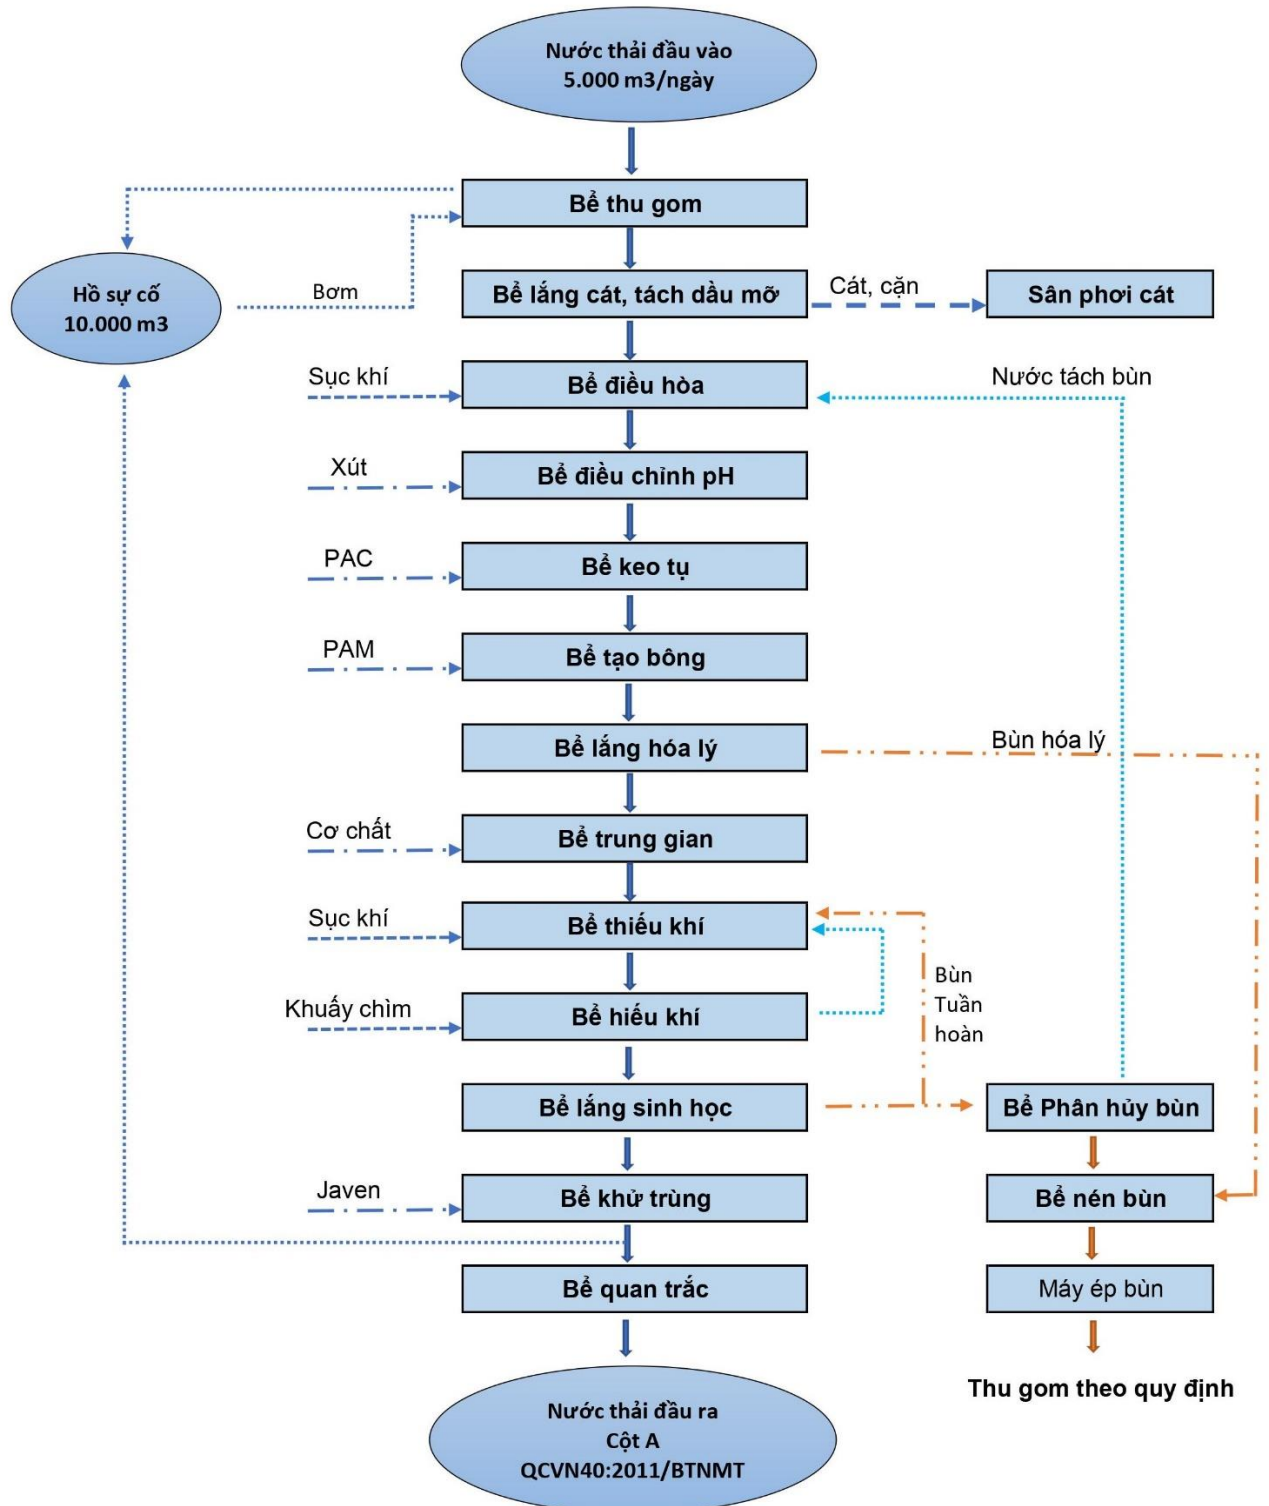 Nước thải đầu vào
5.000 m3/ngày
Bể thu gom
Hồ sự cố
10.000 m3
Bơm
Bể lắng cát, tách dầu mỡ
Cát, cặn
Sân phơi cát
Sục khí
Bể điều hòa
Nước tách bùn
Xút
Bể điều chỉnh pH
PAC
Bể keo tụ
PAM
Bể tạo bông
Bể lắng hóa lý
Bùn hóa lý
Cơ chất
Bể trung gian
Sục khí
Bể thiếu khí
Bùn
Tuần
hoàn
Khuấy chìm
Bể hiếu khí
Bể lắng sinh học
Bể Phân hủy bùn
Javen
Bể khử trùng
Bể nén bùn
Bể quan trắc
Máy ép bùn
Thu gom theo quy định
Nước thải đầu ra
Cột A
QCVN40:2011/BTNMT